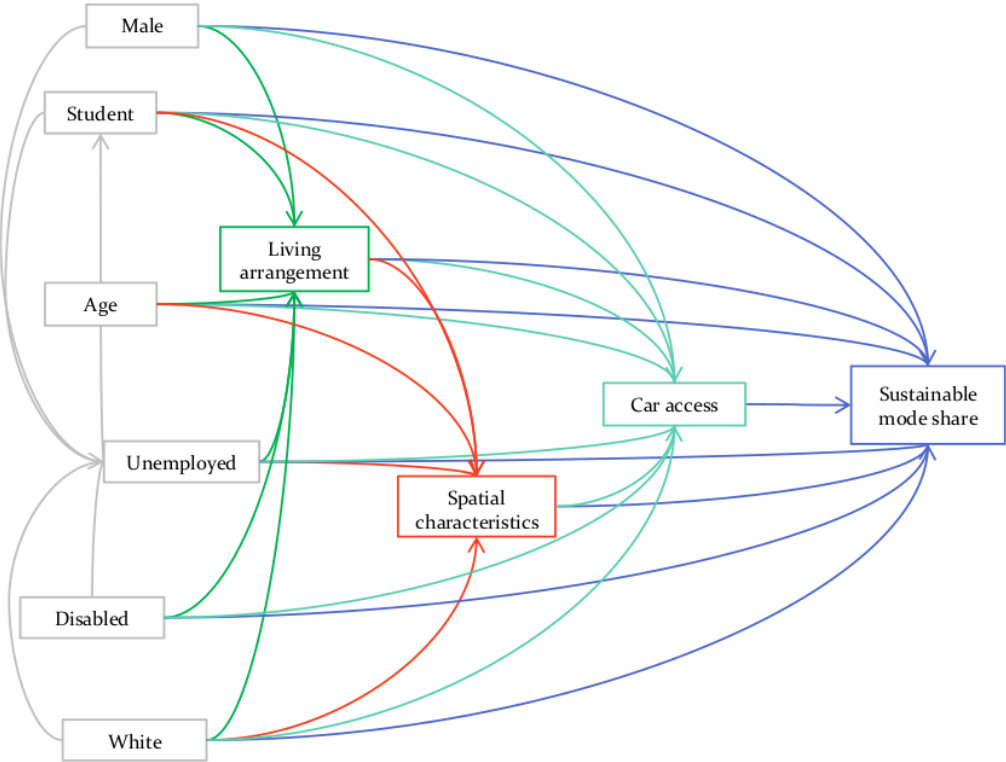 Male
Student
Living
arrangement
Age
Car access
Sustainable
mode share
Unemployed
Spatial
characteristics
Disabled
White